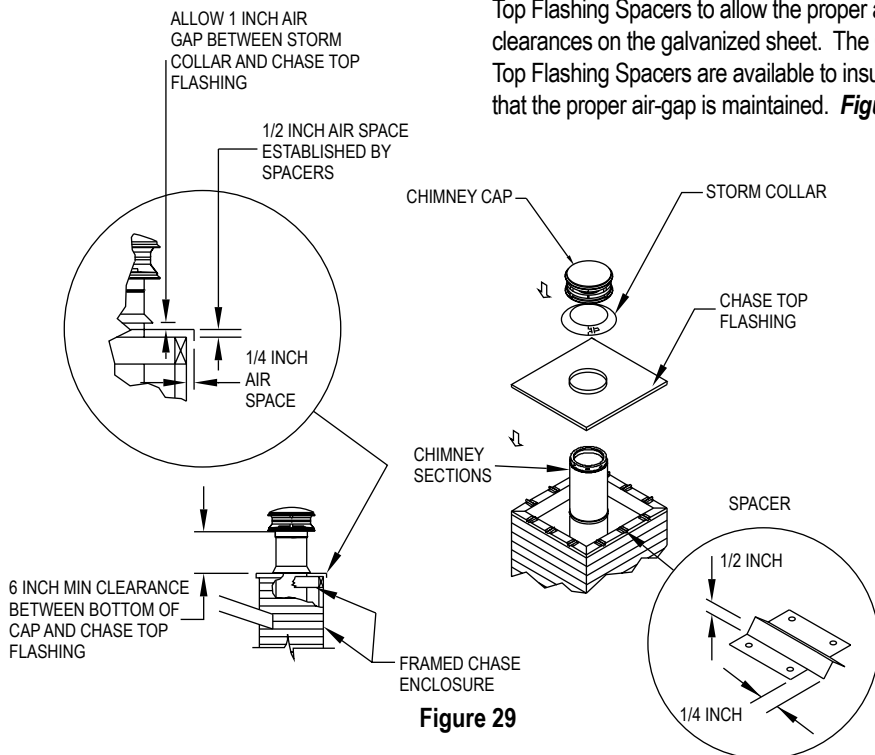 Top Flashing Spacers to allow the proper
clearances on the galvanized sheet. The
Top Flashing Spacers are available to
that the proper air-gap is maintained.
ALLOW 1 INCH AIR
GAP BETWEEN STORM
COLLAR AND CHASE TOP
FLASHING
1/2 INCH AIR SPACE
ESTABLISHED BY
SPACERS
1/4 INCH
AIR
SPACE
6 INCH MIN CLEARANCE
BETWEEN BOTTOM OF
CAP AND CHASE TOP
FLASHING
FRAMED CHASE
ENCLOSURE
CHIMNEY CAP
STORM COLLAR
CHASE TOP
FLASHING
CHIMNEY
SECTIONS
SPACER
1/2 INCH
1/4 INCH
Figure 29